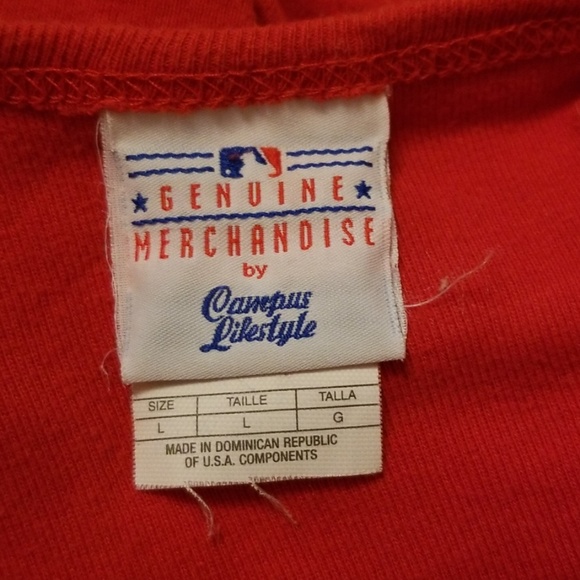 GENUINE
MERCHANDISE
by
Campus
Lifestyle
SIZE TAILLE TALLA
L L G
MADE IN DOMINICAN REPUBLIC
OF U.S.A. COMPONENTS